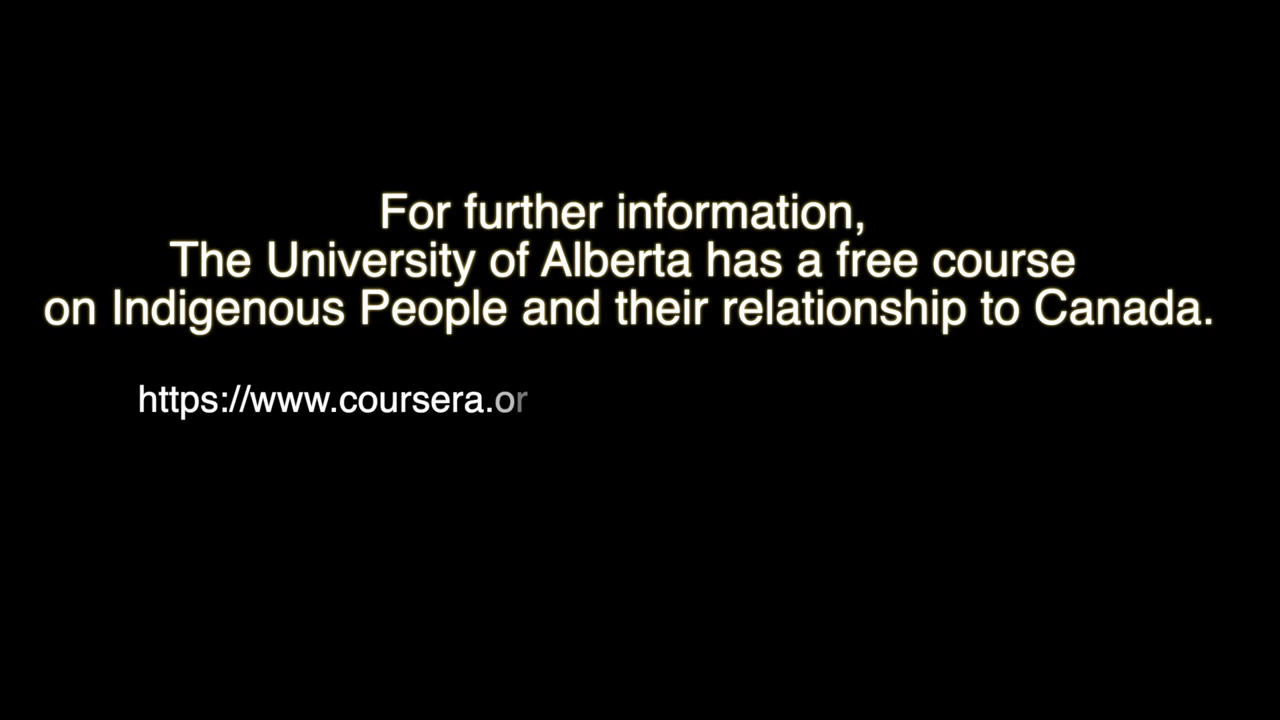 For further information,
The University of Alberta has a free course
on Indigenous People and their relationship to Canada.
https://www.coursera.or